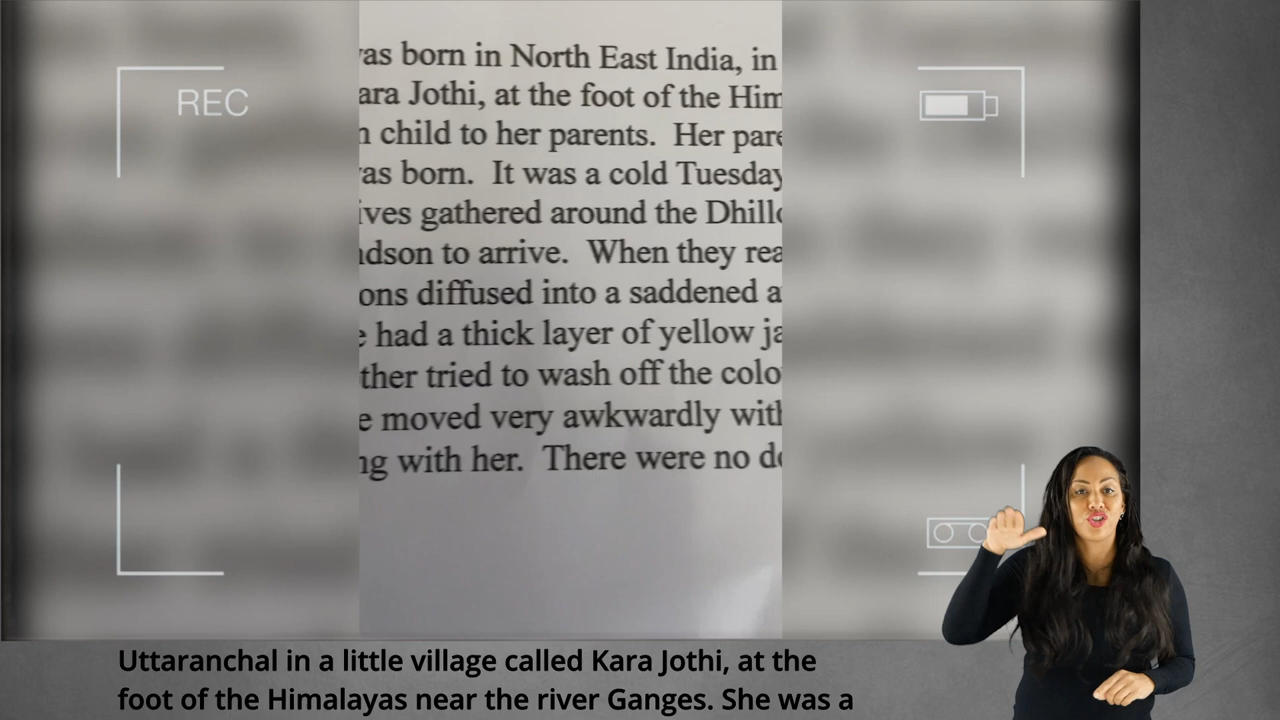 REC
as born in North East India, in
ara Jothi, at the foot of the Him
child to her parents. Her pare
as born. It was a cold Tuesday
ives gathered around the Dhillo
dson to arrive. When they rea
ons diffused into a saddened a
had a thick layer of yellow ja
ther tried to wash off the colo
e moved very awkwardly with
ng with her. There were no do
Uttaranchal in a little village called Kara Jothi, at the
foot of the Himalayas near the river Ganges. She was a